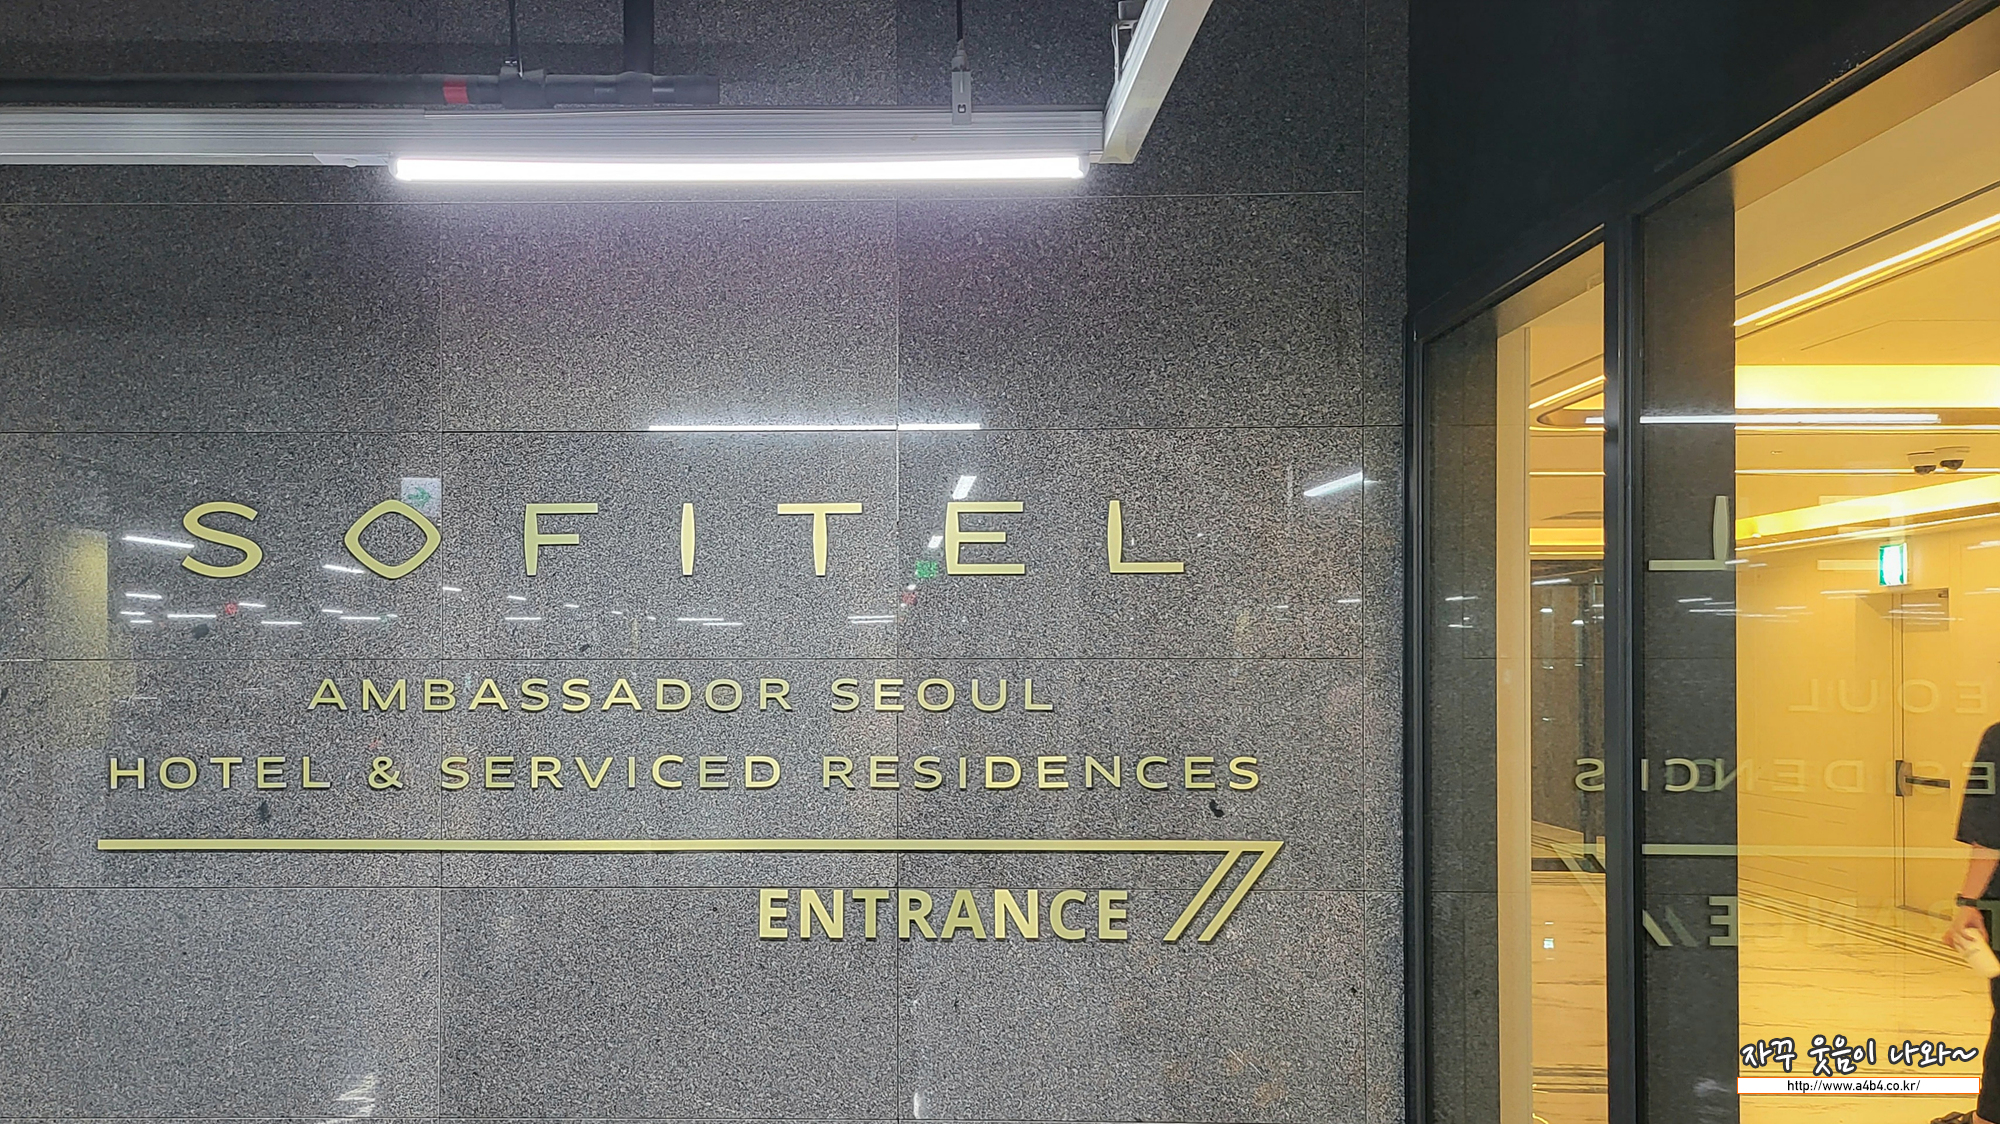 SOFITEL
AMBASSADOR SEOUL
HOTEL & SERVICED RESIDENCES
ENTRANCE
자꾸 웃음이 나와~
http://www.a4b4.co.kr/